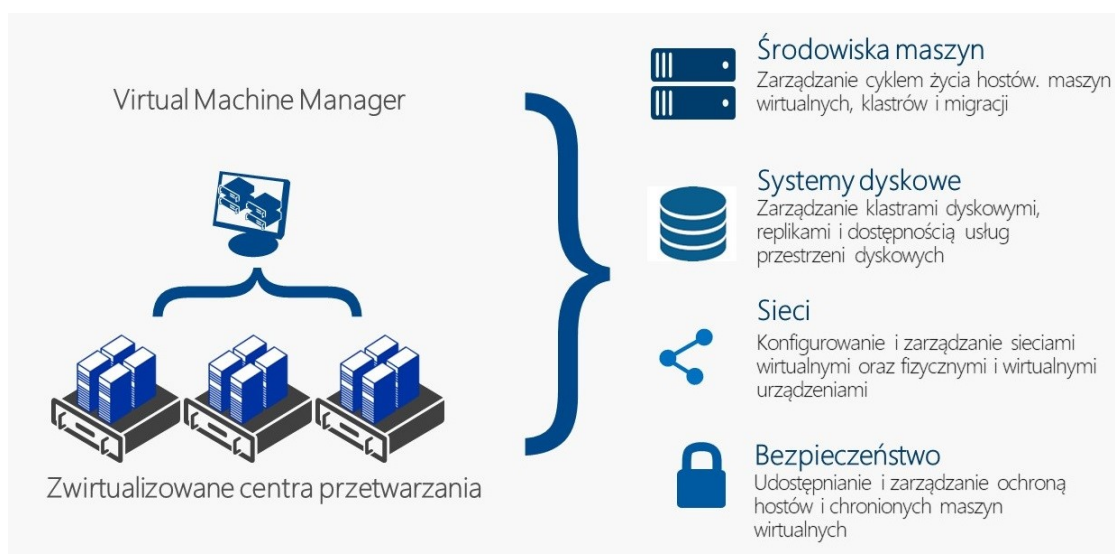 Virtual Machine Manager
Zwirtualizowane centra przetwarzania
Środowiska maszyn
Zarządzanie cyklem życia hostów. maszyn
wirtualnych, klastrów i migracji
Systemy dyskowe
Zarządzanie klastrami dyskowymi,
replikami i dostępnością usług
przestrzeni dyskowych
Sieci
Konfigurowanie i zarządzanie sieciami
wirtualnymi oraz fizycznymi i wirtualnymi
urządzeniami
Bezpieczeństwo
Udostępnianie i zarządzanie ochroną
hostów i chronionych maszyn
wirtualnych